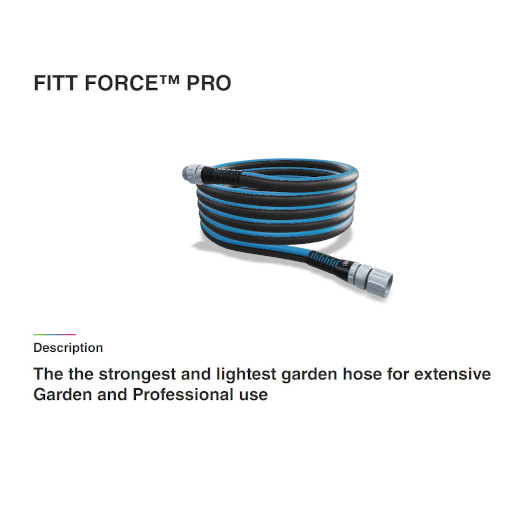 FITT FORCE™ PRO
Description
The the strongest and lightest garden hose for extensive
Garden and Professional use